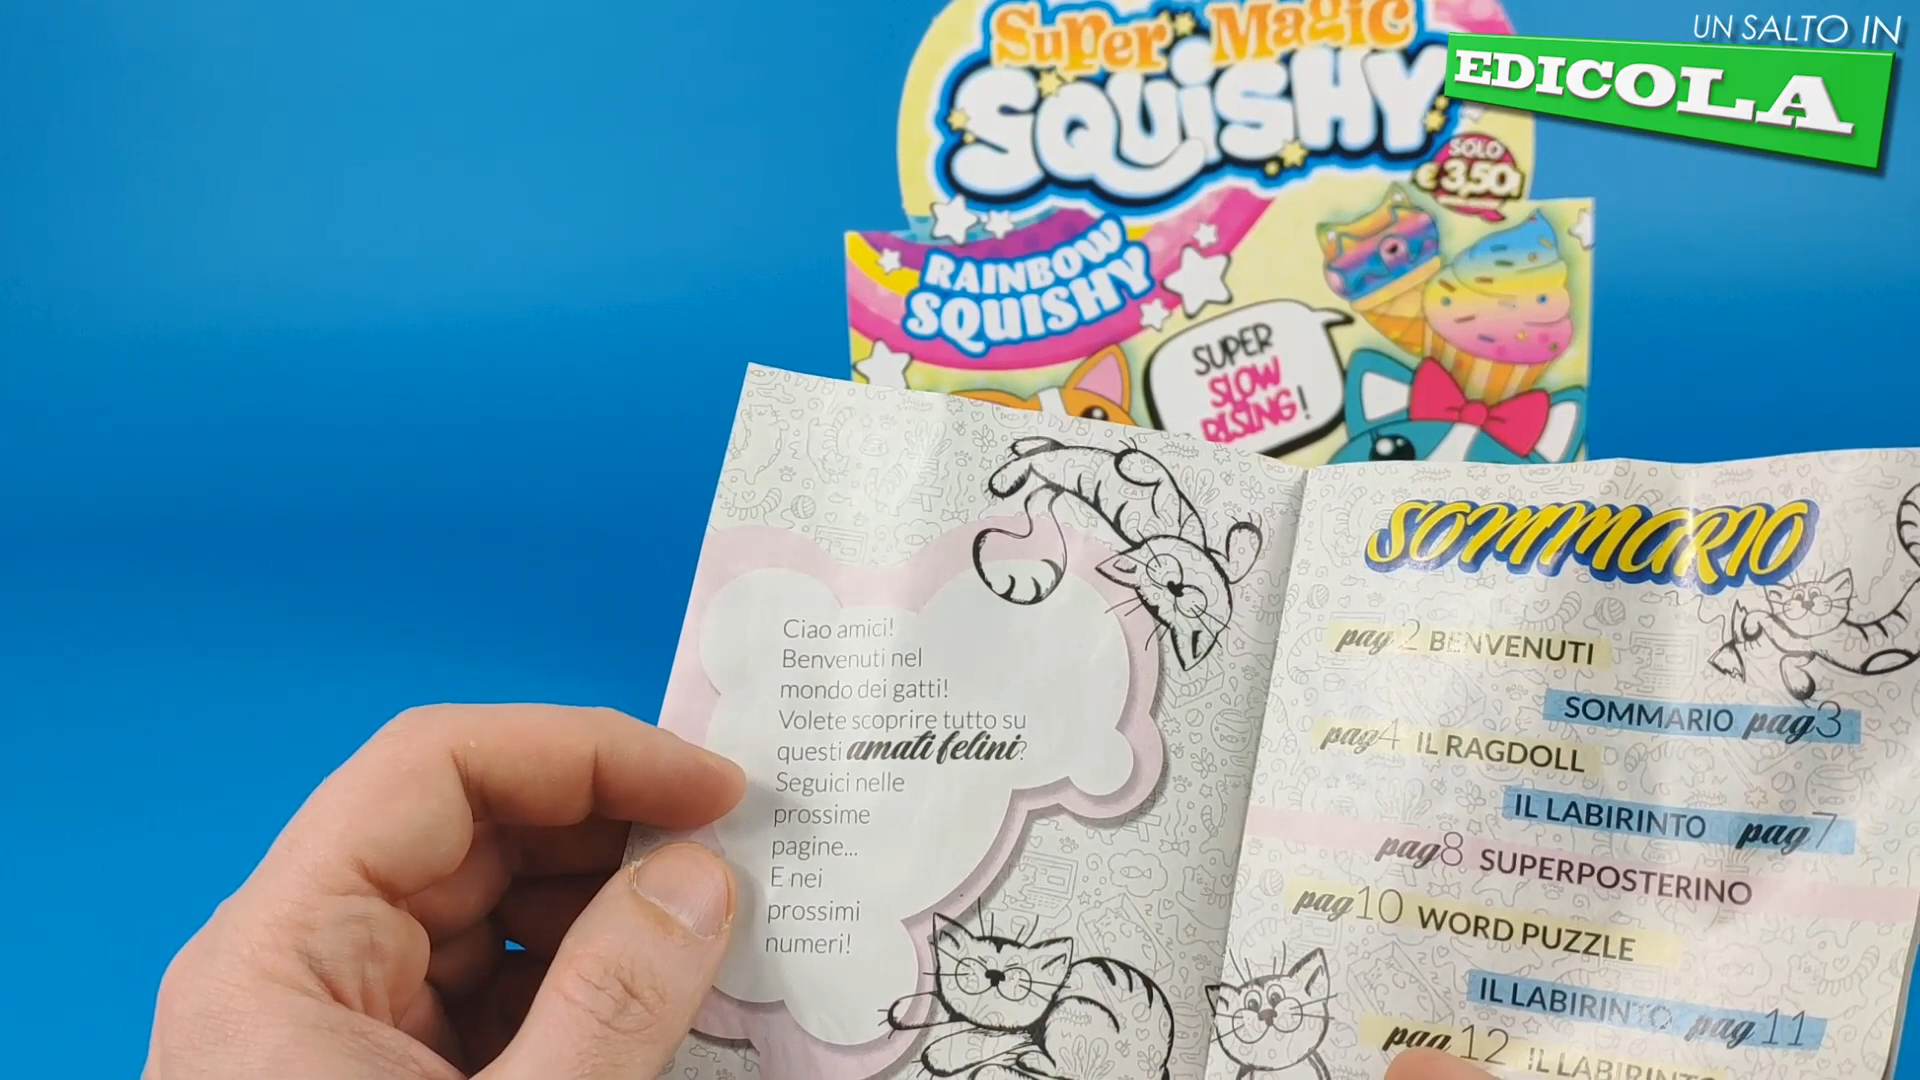 UN SALTO IN
EDICOLA
Super Magic
SQUISHY
SOLO
€ 3,50!
RAINBOW
SQUISHY
SUPER
SLOW
RISING!
Ciao amici!
Benvenuti nel
mondo dei gatti!
Volete scoprire tutto su
questi amati felini?
Seguici nelle
prossime
pagine...
E nei
prossimi
numeri!
SOMMARIO
pag 2 BENVENUTI
SOMMARIO pag 3
pag 4 IL RAGDOLL
IL LABIRINTO pag 7
pag 8 SUPERPOSTERINO
pag 10 WORD PUZZLE
IL LABIRINTO pag 11
pag 12 IL LABIRINTO